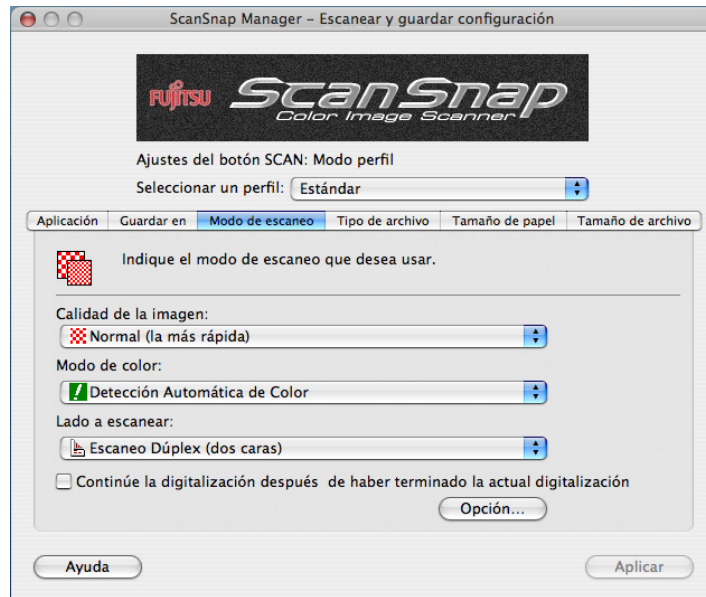 ScanSnap Manager – Escanear y guardar configuración
FUJITSU ScanSnap
Color Image Scanner
Ajustes del botón SCAN: Modo perfil
Seleccionar un perfil: Estándar
Aplicación Guardar en Modo de escaneo Tipo de archivo Tamaño de papel Tamaño de archivo
Indique el modo de escaneo que desea usar.
Calidad de la imagen:
Normal (la más rápida)
Modo de color:
Detección Automática de Color
Lado a escanear:
Escaneo Dúplex (dos caras)
Continúe la digitalización después de haber terminado la actual digitalización
Opción...
Ayuda Aplicar